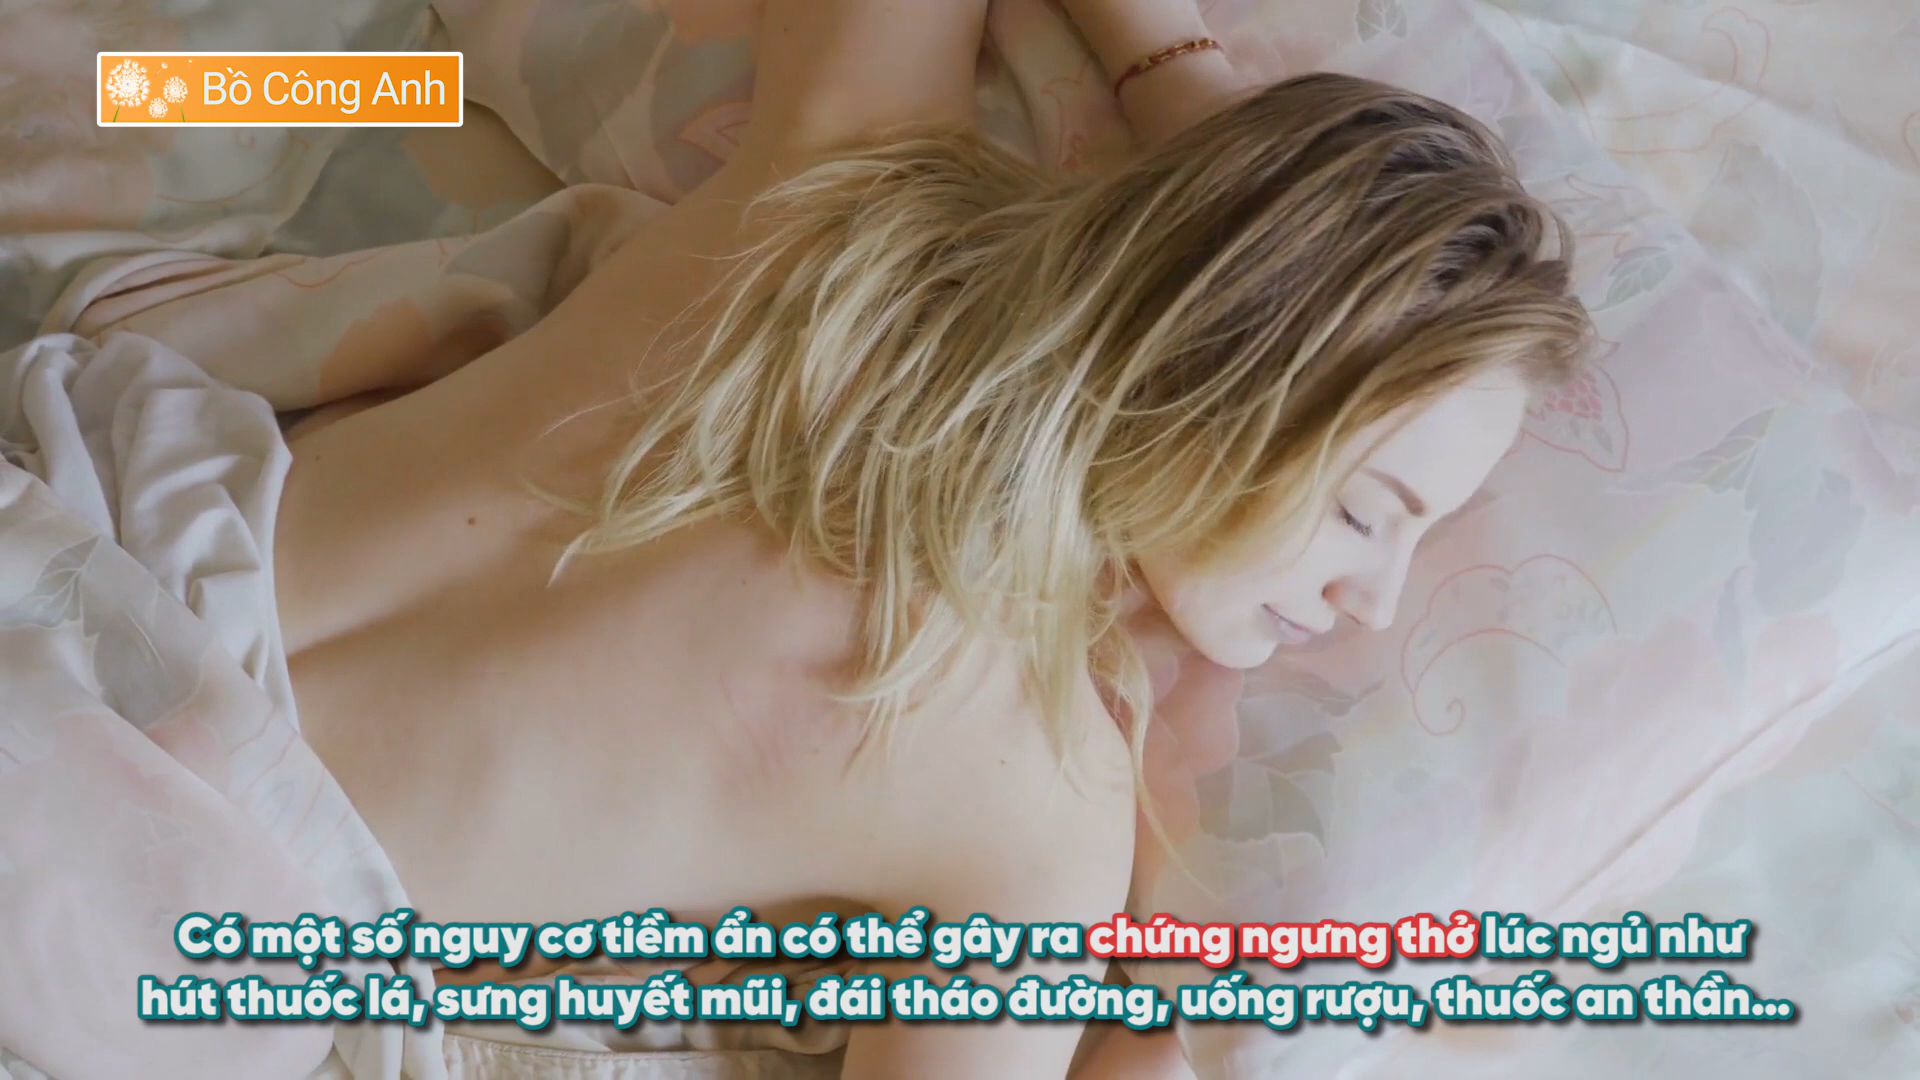 Bồ Công Anh
Có một số nguy cơ tiềm ẩn có thể gây ra chứng ngưng thở lúc ngủ như
hút thuốc lá, sưng huyết mũi, đái tháo đường, uống rượu, thuốc an thần...